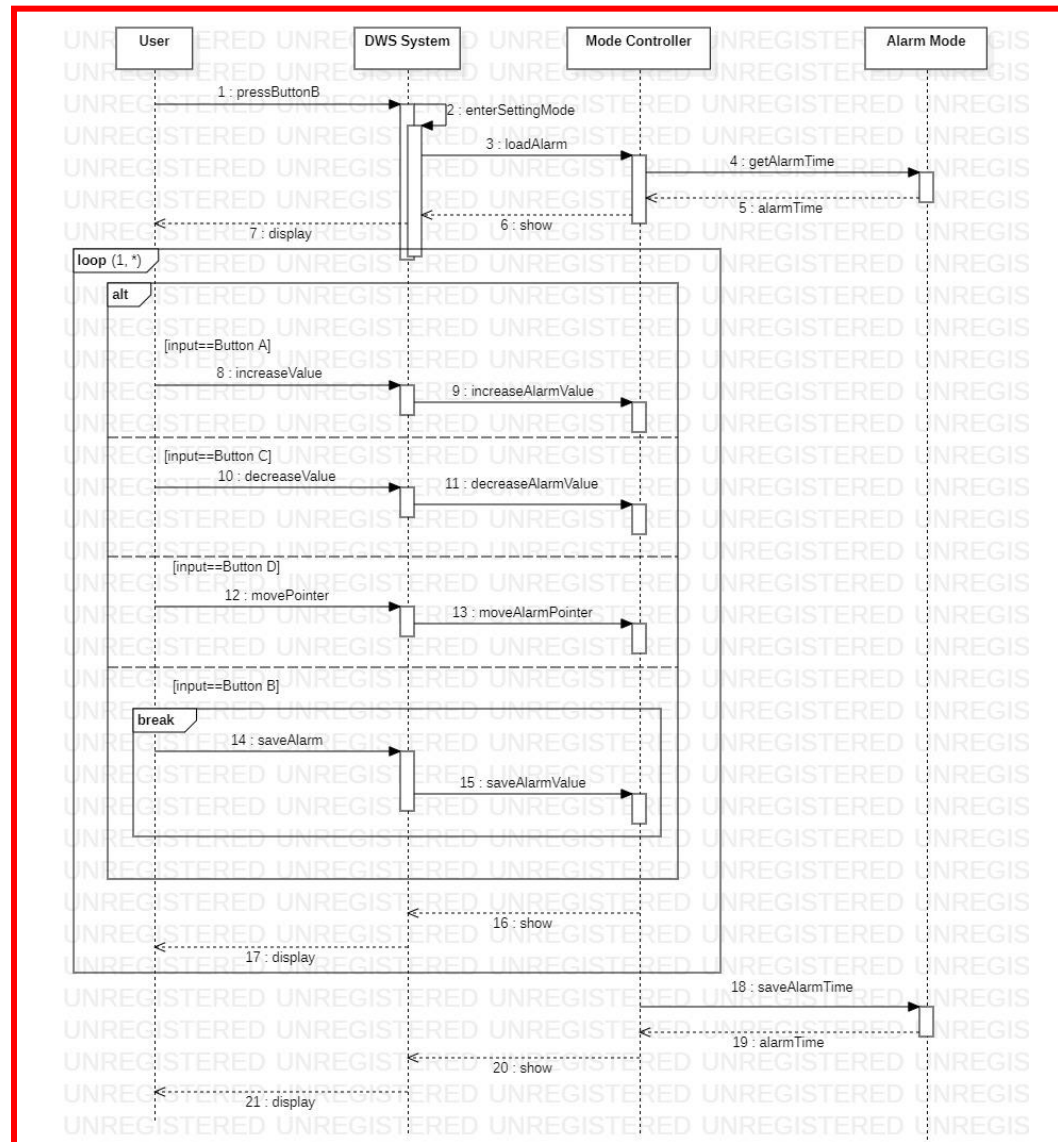 User
DWS System
Mode Controller
Alarm Mode
1 : pressButtonB
2 : enterSettingMode
3 : loadAlarm
4 : getAlarmTime
5 : alarmTime
6 : show
7 : display
loop (1, *)
alt
[input==Button A]
8 : increaseValue
9 : increaseAlarmValue
[input==Button C]
10 : decreaseValue
11 : decreaseAlarmValue
[input==Button D]
12 : movePointer
13 : moveAlarmPointer
[input==Button B]
break
14 : saveAlarm
15 : saveAlarmValue
16 : show
17 : display
18 : saveAlarmTime
19 : alarmTime
20 : show
21 : display
UNREGISTERED